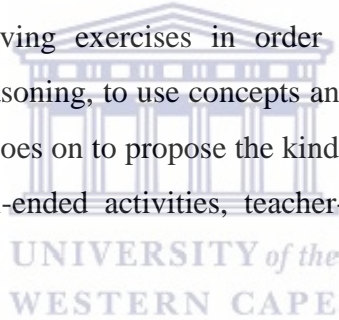 ving exercises in order
soning, to use concepts an
oes on to propose the kind
-ended activities, teacher-
UNIVERSITY of the
WESTERN CAPE